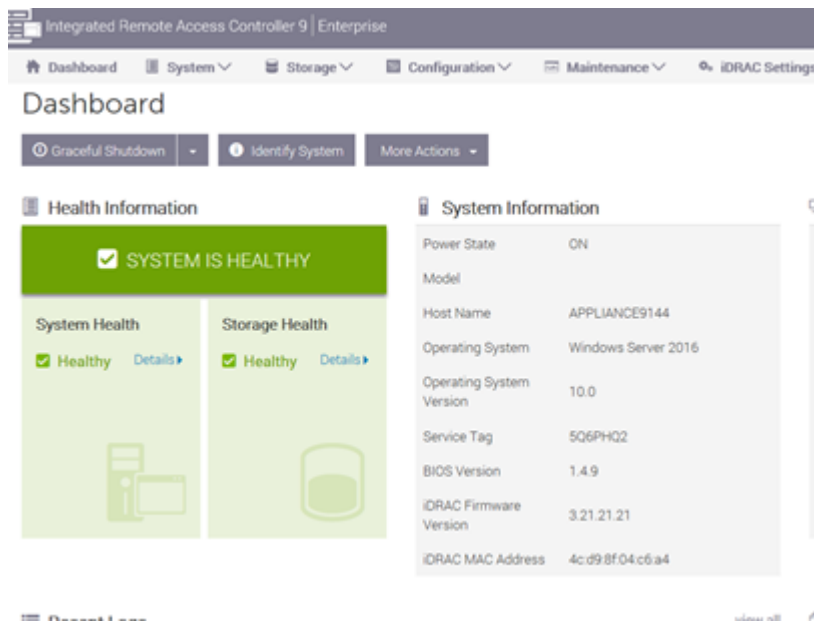 Integrated Remote Access Controller 9 | Enterprise
Dashboard System Storage Configuration Maintenance iDRAC Settings
Dashboard
Graceful Shutdown Identify System More Actions
Health Information
SYSTEM IS HEALTHY
System Health
Healthy Details
Storage Health
Healthy Details
System Information
Power State ON
Model
Host Name APPLIANCE9144
Operating System Windows Server 2016
Operating System
Version 10.0
Service Tag 5Q6PHQ2
BIOS Version 1.4.9
iDRAC Firmware
Version 3.21.21.21
iDRAC MAC Address 4c:d9:8f:04:c6:a4
Recent Logs view all